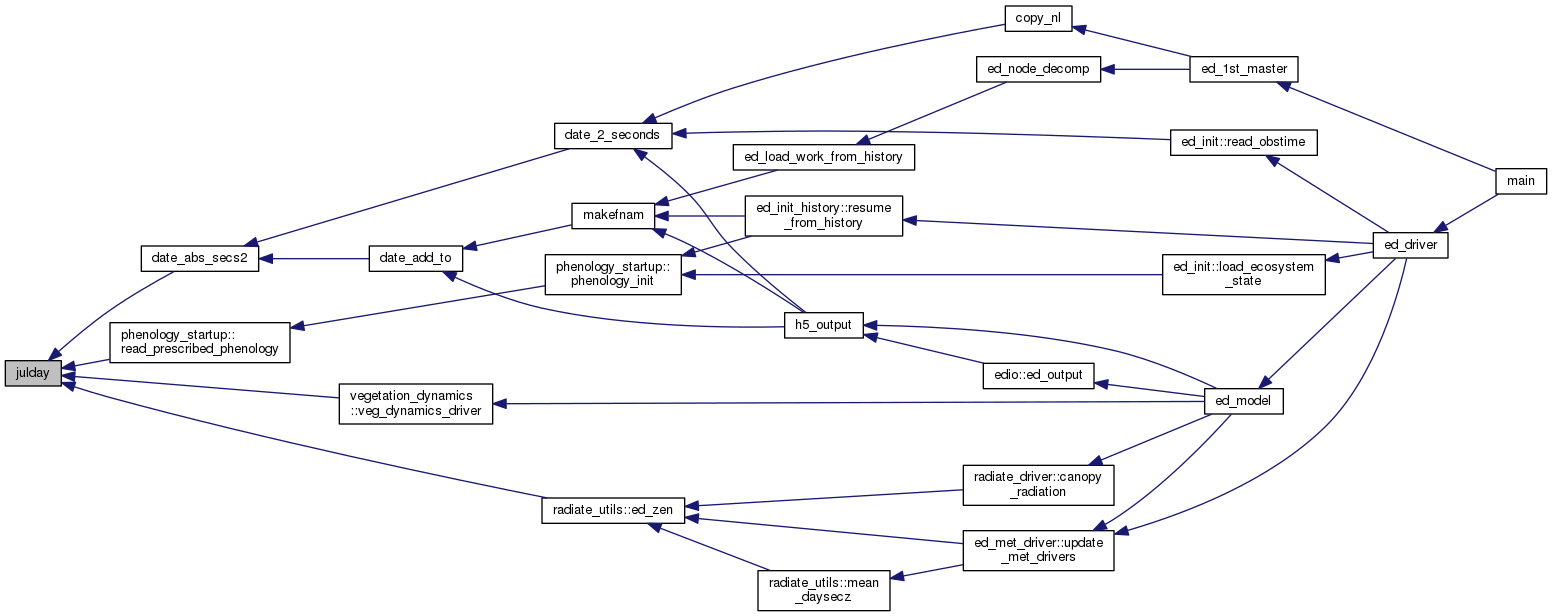 copy_nl
ed_node_decomp
ed_1st_master
date_2_seconds
ed_init::read_obstime
ed_load_work_from_history
main
makefnam
ed_init_history::resume
_from_history
ed_driver
date_abs_secs2
date_add_to
phenology_startup::
phenology_init
ed_init::load_ecosystem
_state
phenology_startup::
read_prescribed_phenology
h5_output
julday
edio::ed_output
vegetation_dynamics
::veg_dynamics_driver
ed_model
radiate_driver::canopy
_radiation
radiate_utils::ed_zen
ed_met_driver::update
_met_drivers
radiate_utils::mean
_daysecz